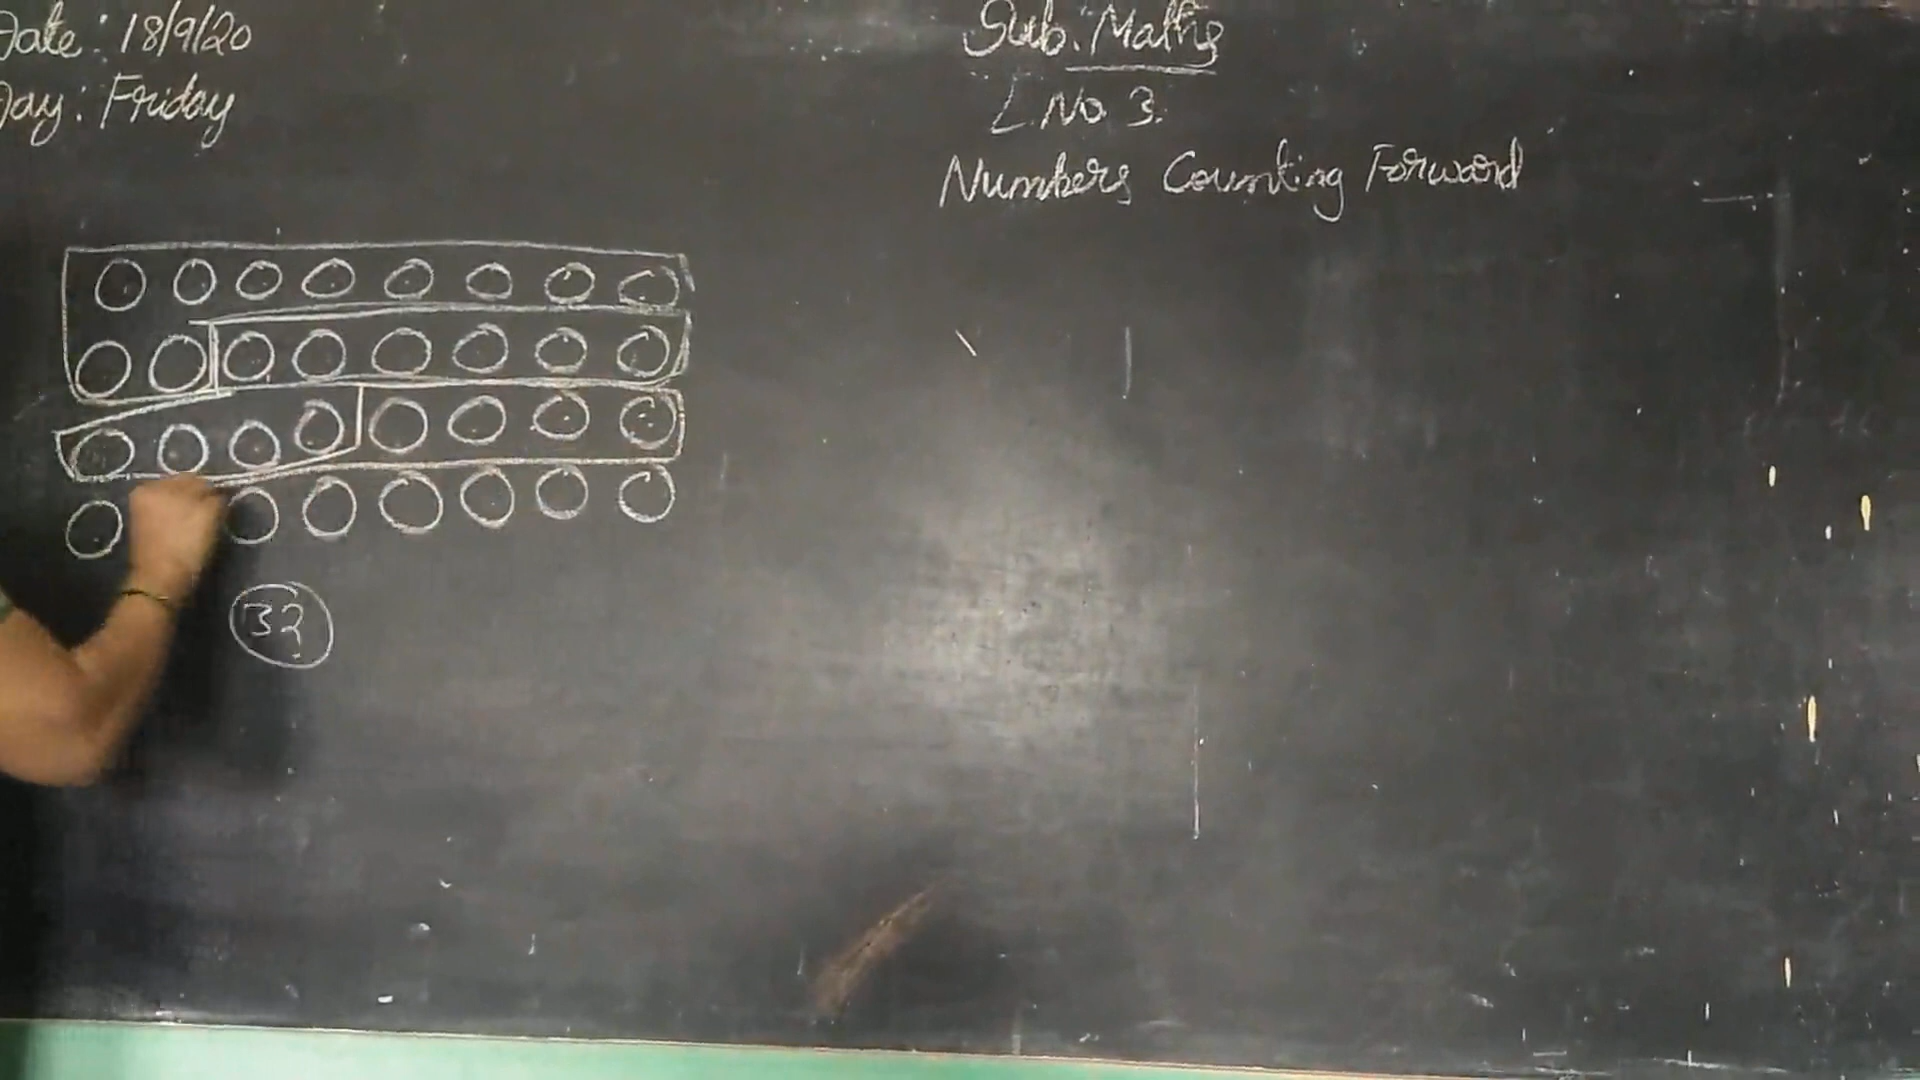 Date: 18/9/20
Day: Friday
Sub: Maths
L.No. 3.
Numbers Counting Forward
32